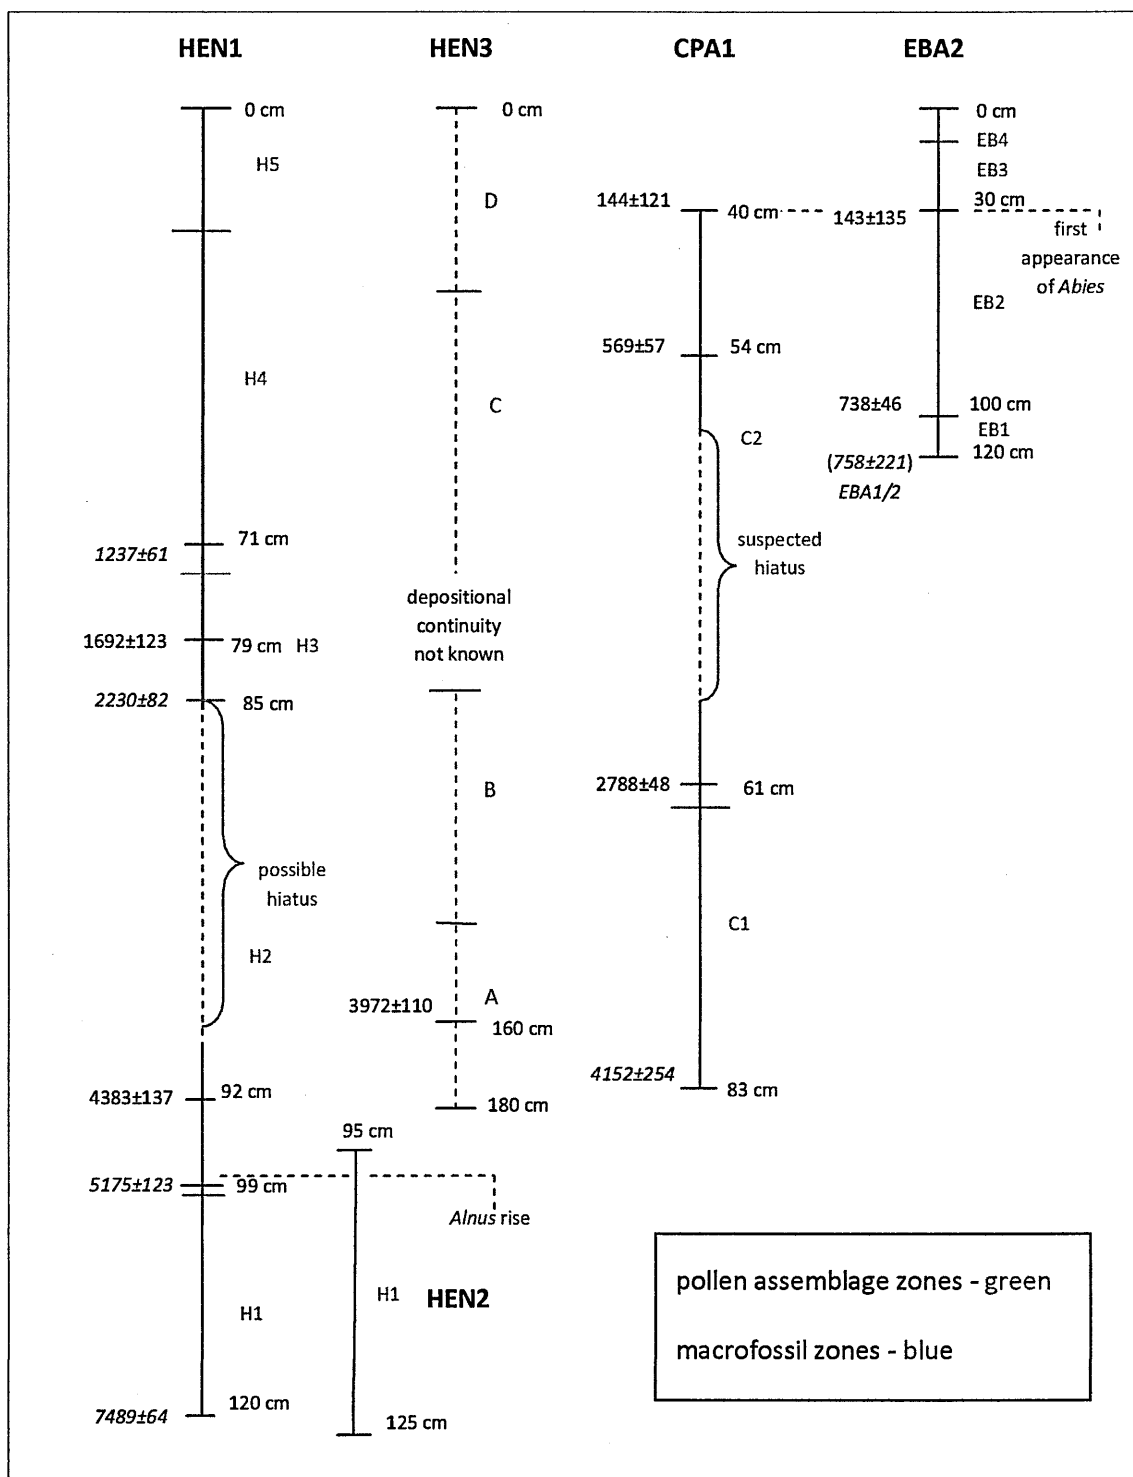 HEN1
HEN3
CPA1
EBA2
0 cm
H5
H4
1237±61
71 cm
1692±123
79 cm H3
2230±82
85 cm
possible
hiatus
H2
4383±137
92 cm
5175±123
99 cm
Alnus rise
H1
7489±64
120 cm
95 cm
H1
HEN2
125 cm
0 cm
D
C
depositional
continuity
not known
B
A
3972±110
160 cm
180 cm
144±121
40 cm
569±57
54 cm
C2
suspected
hiatus
2788±48
61 cm
C1
4152±254
83 cm
0 cm
EB4
EB3
30 cm
143±135
first
appearance
of Abies
EB2
738±46
100 cm
EB1
120 cm
(758±221)
EBA1/2
pollen assemblage zones - green
macrofossil zones - blue